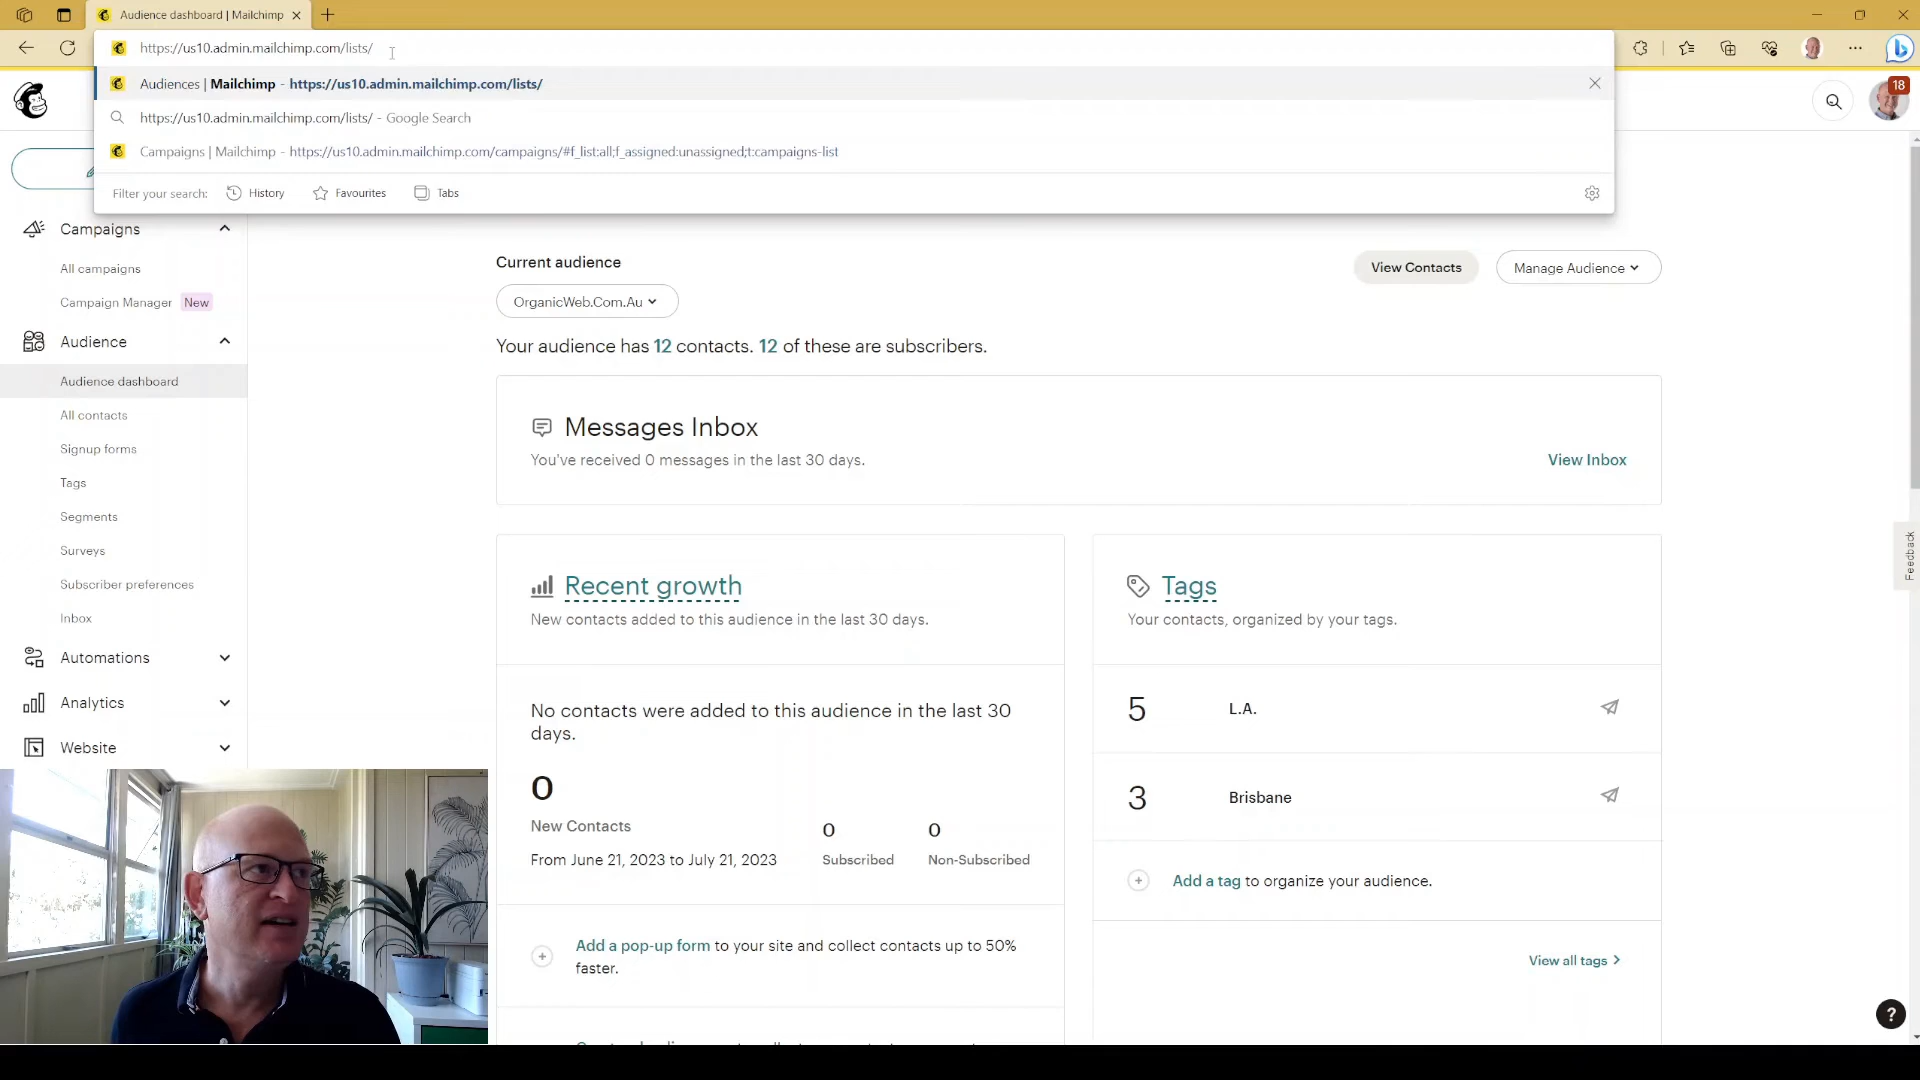 Audience dashboard | Mailchimp
https://us10.admin.mailchimp.com/lists/
Audiences | Mailchimp - https://us10.admin.mailchimp.com/lists/
https://us10.admin.mailchimp.com/lists/ - Google Search
Campaigns | Mailchimp - https://us10.admin.mailchimp.com/campaigns/#f_list:all;f_assigned:unassigned;t:campaigns-list
Filter your search: History Favourites Tabs
18
Campaigns
All campaigns
Campaign Manager New
Audience
Audience dashboard
All contacts
Signup forms
Tags
Segments
Surveys
Subscriber preferences
Inbox
Automations
Analytics
Website
Current audience
View Contacts
Manage Audience
OrganicWeb.Com.Au
Your audience has 12 contacts. 12 of these are subscribers.
Messages Inbox
You've received 0 messages in the last 30 days.
View Inbox
Recent growth
New contacts added to this audience in the last 30 days.
No contacts were added to this audience in the last 30
days.
0
New Contacts
From June 21, 2023 to July 21, 2023
0
Subscribed
0
Non-Subscribed
Add a pop-up form to your site and collect contacts up to 50%
faster.
Tags
Your contacts, organized by your tags.
5 L.A.
3 Brisbane
Add a tag to organize your audience.
View all tags
Feedback
?